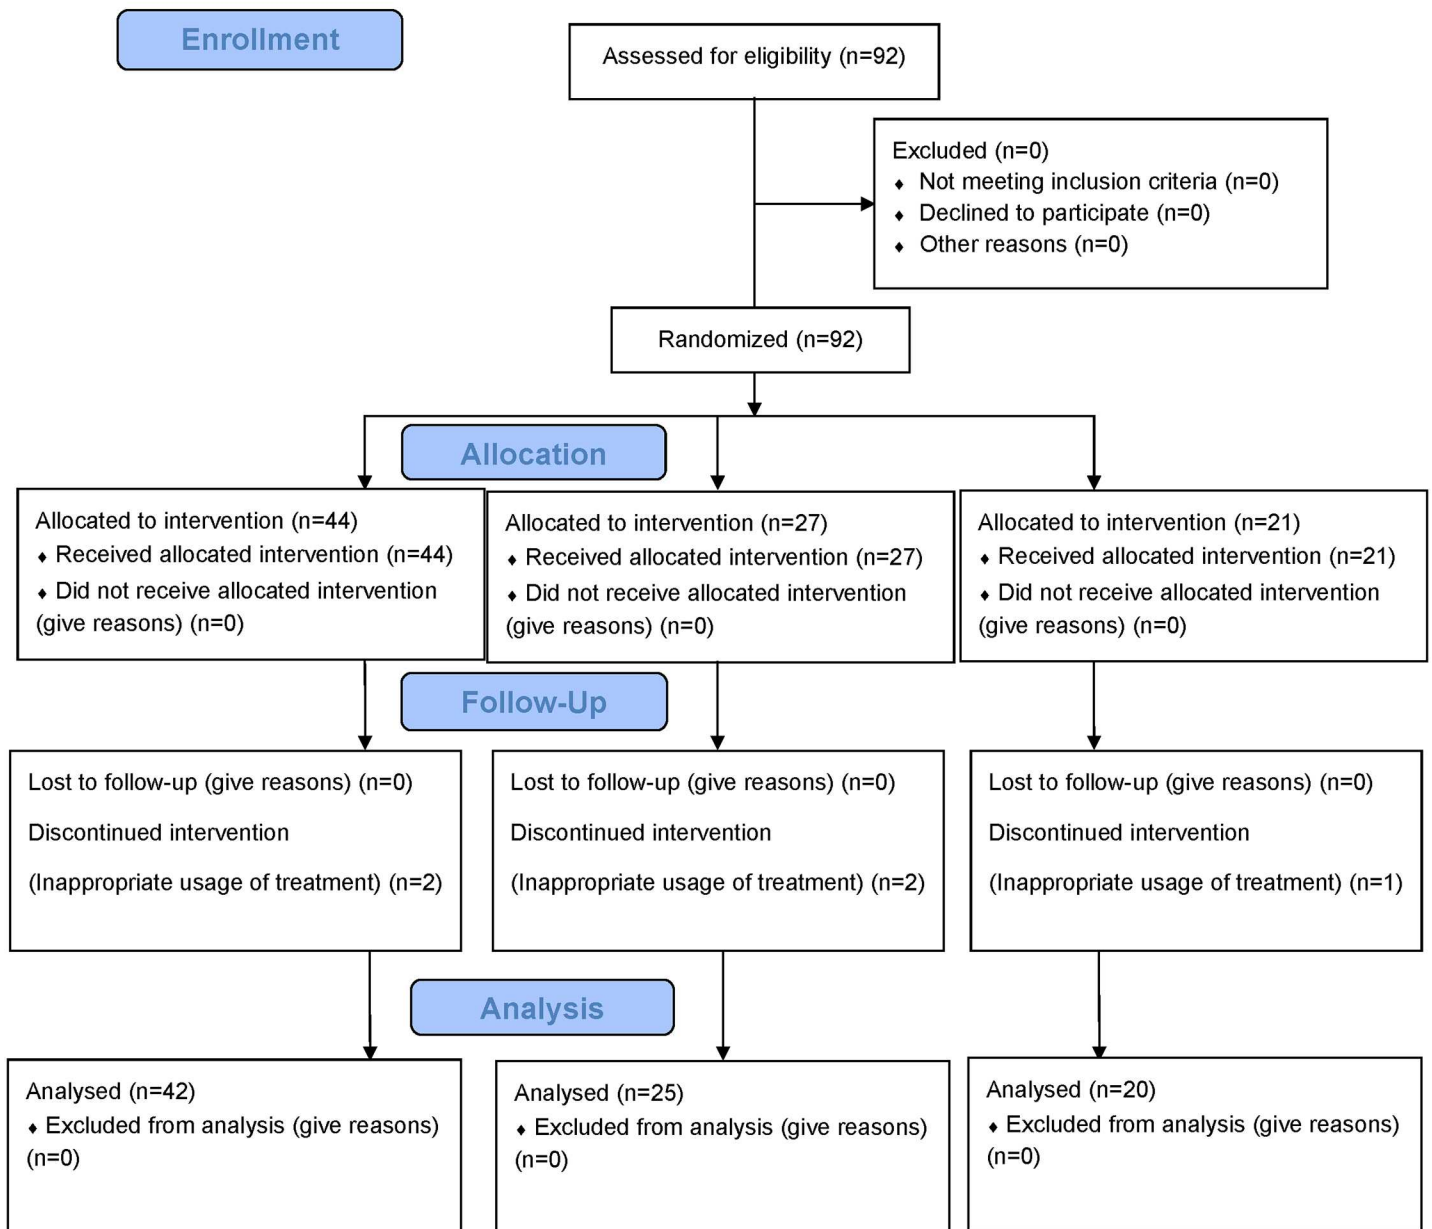 Enrollment
Assessed for eligibility (n=92)
Excluded (n=0)
♦ Not meeting inclusion criteria (n=0)
♦ Declined to participate (n=0)
♦ Other reasons (n=0)
Randomized (n=92)
Allocation
Allocated to intervention (n=44)
♦ Received allocated intervention (n=44)
♦ Did not receive allocated intervention
(give reasons) (n=0)
Allocated to intervention (n=27)
♦ Received allocated intervention (n=27)
♦ Did not receive allocated intervention
(give reasons) (n=0)
Allocated to intervention (n=21)
♦ Received allocated intervention (n=21)
♦ Did not receive allocated intervention
(give reasons) (n=0)
Follow-Up
Lost to follow-up (give reasons) (n=0)
Discontinued intervention
(Inappropriate usage of treatment) (n=2)
Lost to follow-up (give reasons) (n=0)
Discontinued intervention
(Inappropriate usage of treatment) (n=2)
Lost to follow-up (give reasons) (n=0)
Discontinued intervention
(Inappropriate usage of treatment) (n=1)
Analysis
Analysed (n=42)
♦ Excluded from analysis (give reasons)
(n=0)
Analysed (n=25)
♦ Excluded from analysis (give reasons)
(n=0)
Analysed (n=20)
♦ Excluded from analysis (give reasons)
(n=0)